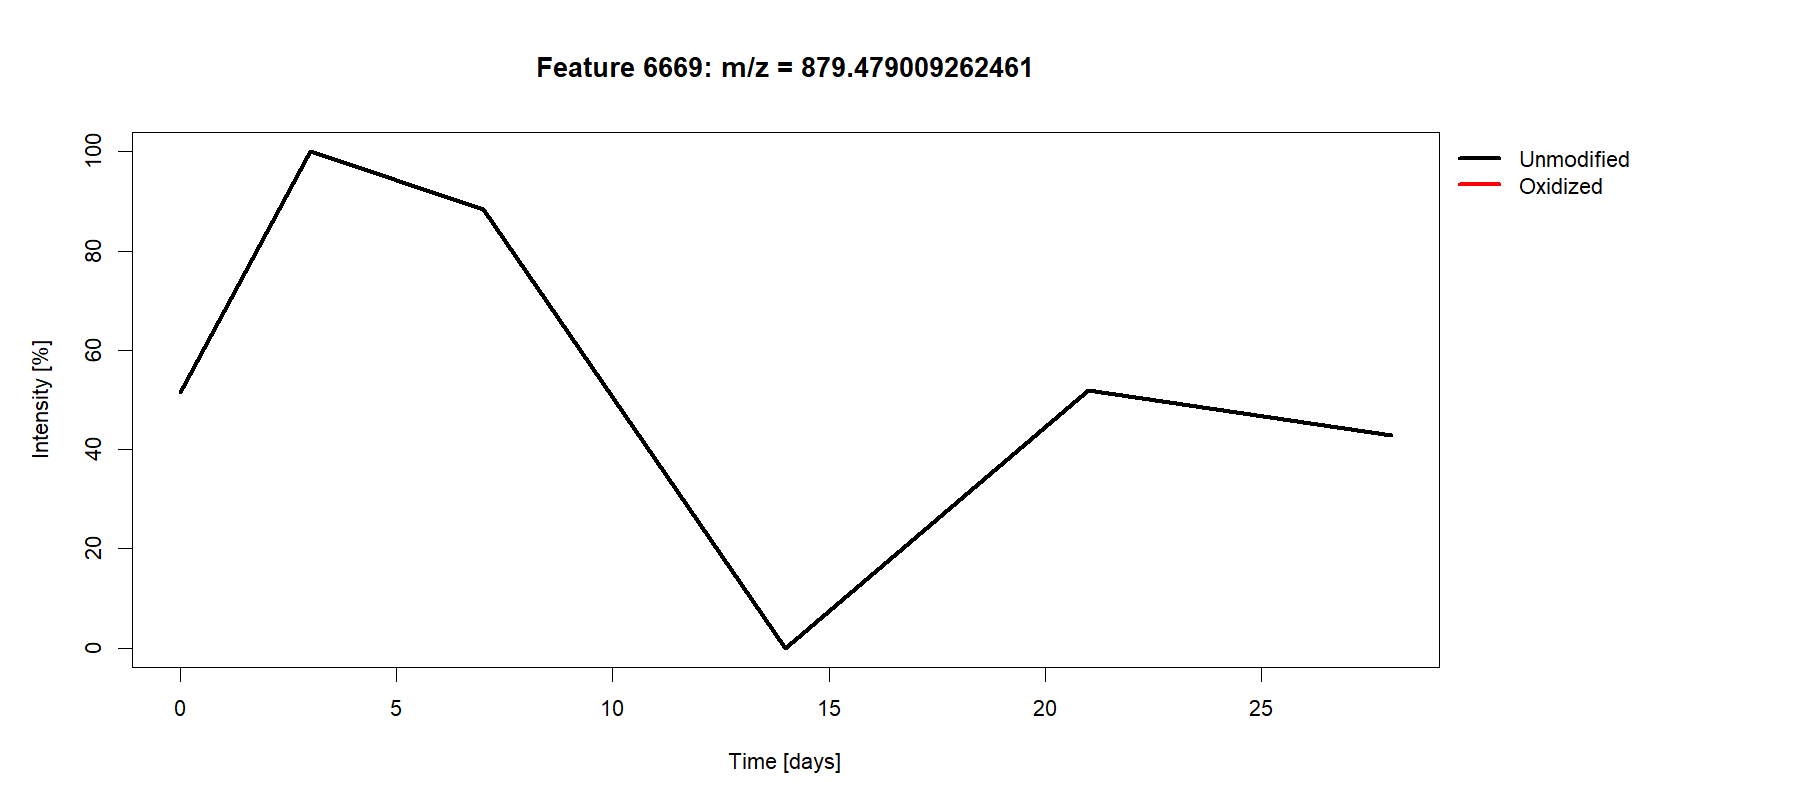 Feature 6669: m/z = 879.479009262461
Unmodified
Oxidized
Intensity [%]
100
80
60
40
20
0
0 5 10 15 20 25
Time [days]